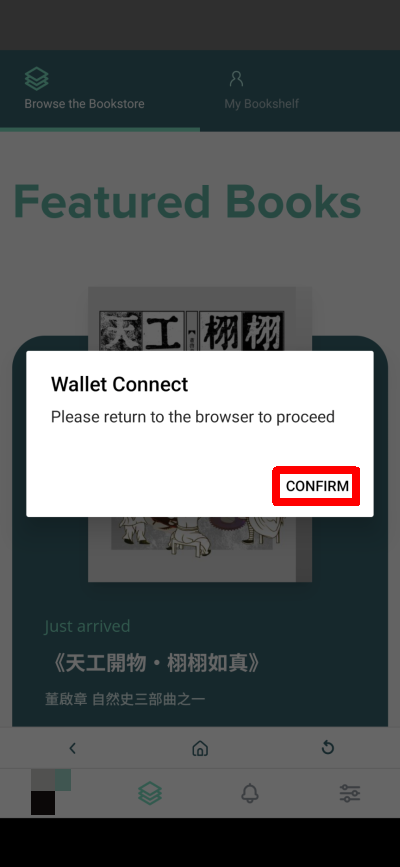 Browse the Bookstore
My Bookshelf
Featured Books
天工栩栩
Wallet Connect
Please return to the browser to proceed
CONFIRM
Just arrived
《天工開物・栩栩如真》
董啟章 自然史三部曲之一